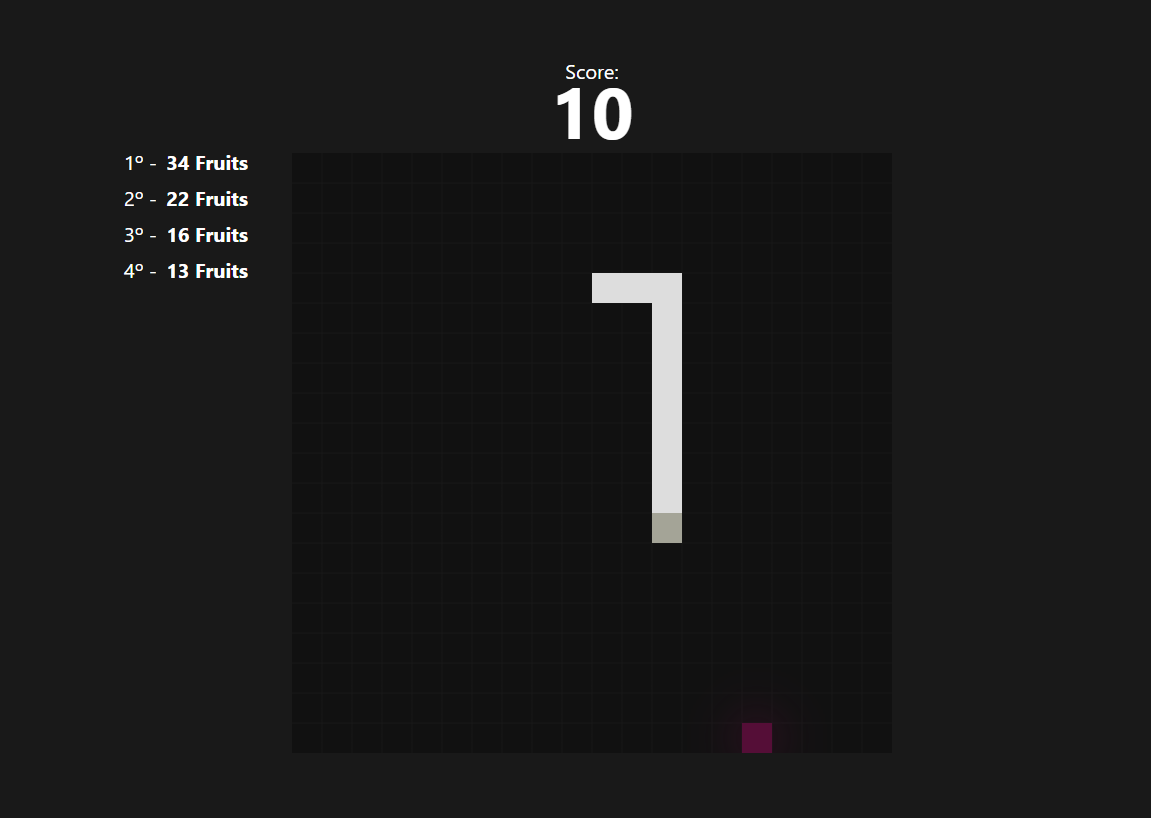 Score:
10
1º - 34 Fruits
2º - 22 Fruits
3º - 16 Fruits
4º - 13 Fruits